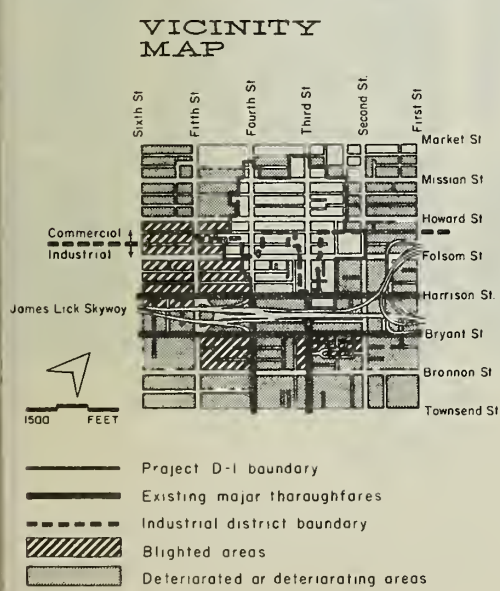 VICINITY
MAP
Sixth St
Fifth St
Fourth St
Third St
Second St.
First St
Market St
Mission St
Howard St
Commercial
Industrial
Folsom St
Harrison St.
James Lick Skyway
Bryant St
Brannon St
Townsend St
1500 FEET
Project D-1 boundary
Existing major thoroughfares
Industrial district boundary
Blighted areas
Deteriorated or deteriorating areas